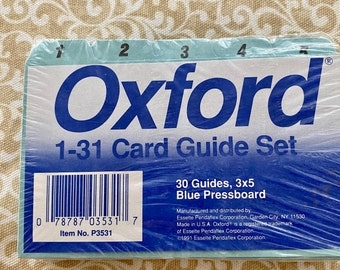 1 2 3 4 5
Oxford®
1-31 Card Guide Set
30 Guides, 3x5
Blue Pressboard
Manufactured and distributed by
Esselte Pendaflex Corporation, Garden City, NY 11530
Made in U.S.A. Oxford® is a registered trademark
of Esselte Pendaflex Corporation.
©1991 Esselte Pendaflex Corporation
0 78787 03531 7
Item No. P3531